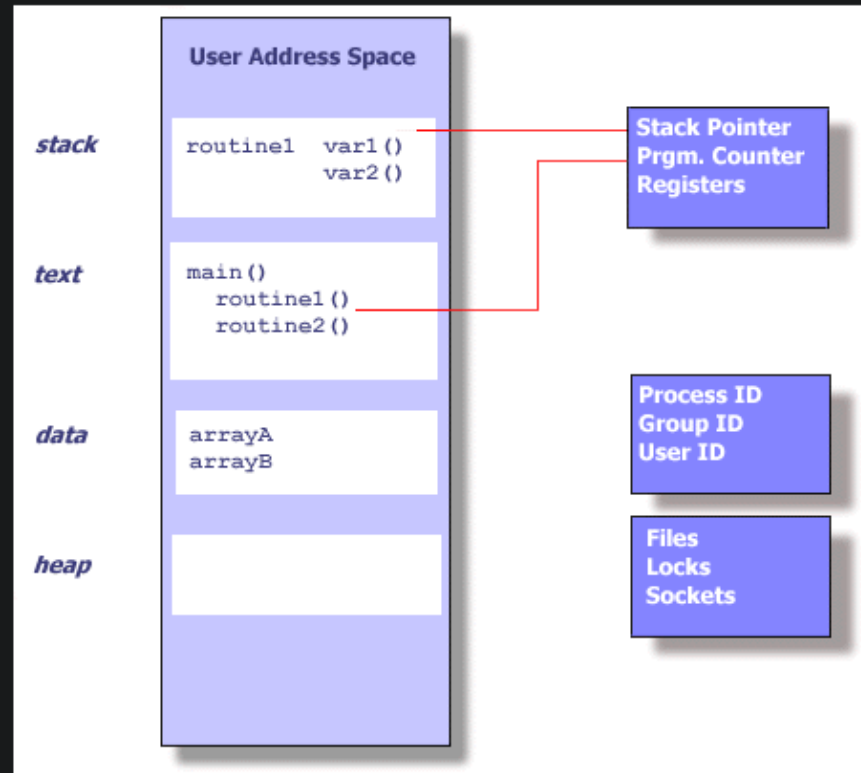 User Address Space
stack
routine1 var1()
var2()
text
main()
routine1()
routine2()
data
arrayA
arrayB
heap
Stack Pointer
Prgm. Counter
Registers
Process ID
Group ID
User ID
Files
Locks
Sockets